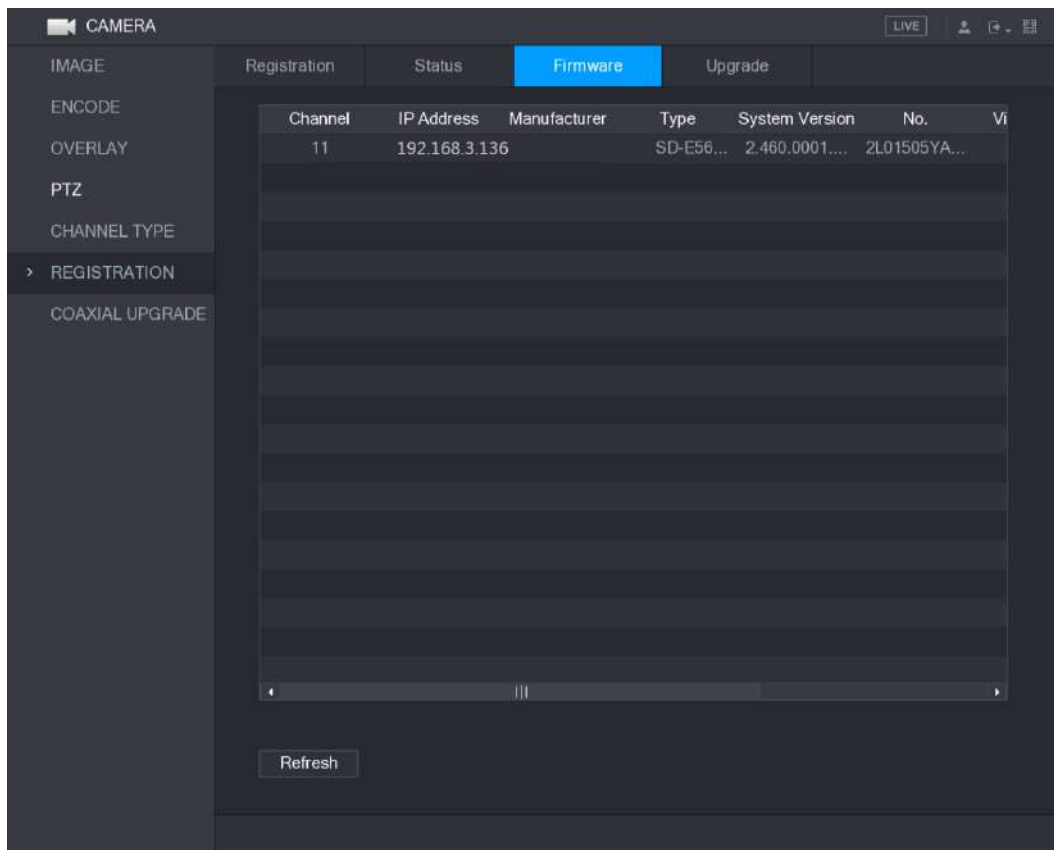 CAMERA LIVE
IMAGE
ENCODE
OVERLAY
PTZ
CHANNEL TYPE
> REGISTRATION
COAXIAL UPGRADE
Registration Status Firmware Upgrade
Channel IP Address Manufacturer Type System Version No. Vi
11 192.168.3.136 SD-E56... 2.460.0001.... 2L01505YA...
Refresh